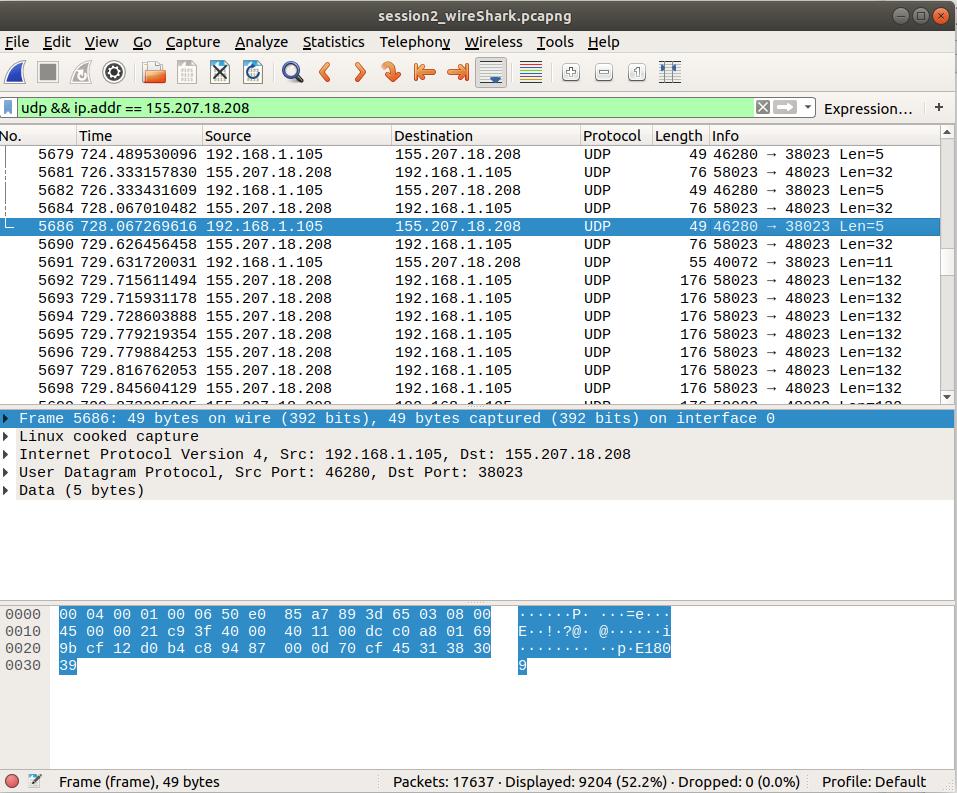 session2_wireShark.pcapng
File Edit View Go Capture Analyze Statistics Telephony Wireless Tools Help
udp && ip.addr == 155.207.18.208 Expression… +
No. Time Source Destination Protocol Length Info
5679 724.489530096 192.168.1.105 155.207.18.208 UDP 49 46280 → 38023 Len=5
5681 726.333157830 155.207.18.208 192.168.1.105 UDP 76 58023 → 48023 Len=32
5682 726.333431609 192.168.1.105 155.207.18.208 UDP 49 46280 → 38023 Len=5
5684 728.067010482 155.207.18.208 192.168.1.105 UDP 76 58023 → 48023 Len=32
5686 728.067269616 192.168.1.105 155.207.18.208 UDP 49 46280 → 38023 Len=5
5690 729.626456458 155.207.18.208 192.168.1.105 UDP 76 58023 → 48023 Len=32
5691 729.631720031 192.168.1.105 155.207.18.208 UDP 55 40072 → 38023 Len=11
5692 729.715611494 155.207.18.208 192.168.1.105 UDP 176 58023 → 48023 Len=132
5693 729.715931178 155.207.18.208 192.168.1.105 UDP 176 58023 → 48023 Len=132
5694 729.728603888 155.207.18.208 192.168.1.105 UDP 176 58023 → 48023 Len=132
5695 729.779219354 155.207.18.208 192.168.1.105 UDP 176 58023 → 48023 Len=132
5696 729.779884253 155.207.18.208 192.168.1.105 UDP 176 58023 → 48023 Len=132
5697 729.816762053 155.207.18.208 192.168.1.105 UDP 176 58023 → 48023 Len=132
5698 729.845604129 155.207.18.208 192.168.1.105 UDP 176 58023 → 48023 Len=132
Frame 5686: 49 bytes on wire (392 bits), 49 bytes captured (392 bits) on interface 0
Linux cooked capture
Internet Protocol Version 4, Src: 192.168.1.105, Dst: 155.207.18.208
User Datagram Protocol, Src Port: 46280, Dst Port: 38023
Data (5 bytes)
0000 00 04 00 01 00 06 50 e0 85 a7 89 3d 65 03 08 00 ······P· ···=e···
0010 45 00 00 21 c9 3f 40 00 40 11 00 dc c0 a8 01 69 E··!·?@· @······i
0020 9b cf 12 d0 b4 c8 94 87 00 0d 70 cf 45 31 38 30 ········ ··p·E180
0030 39 9
Frame (frame), 49 bytes Packets: 17637 · Displayed: 9204 (52.2%) · Dropped: 0 (0.0%) Profile: Default